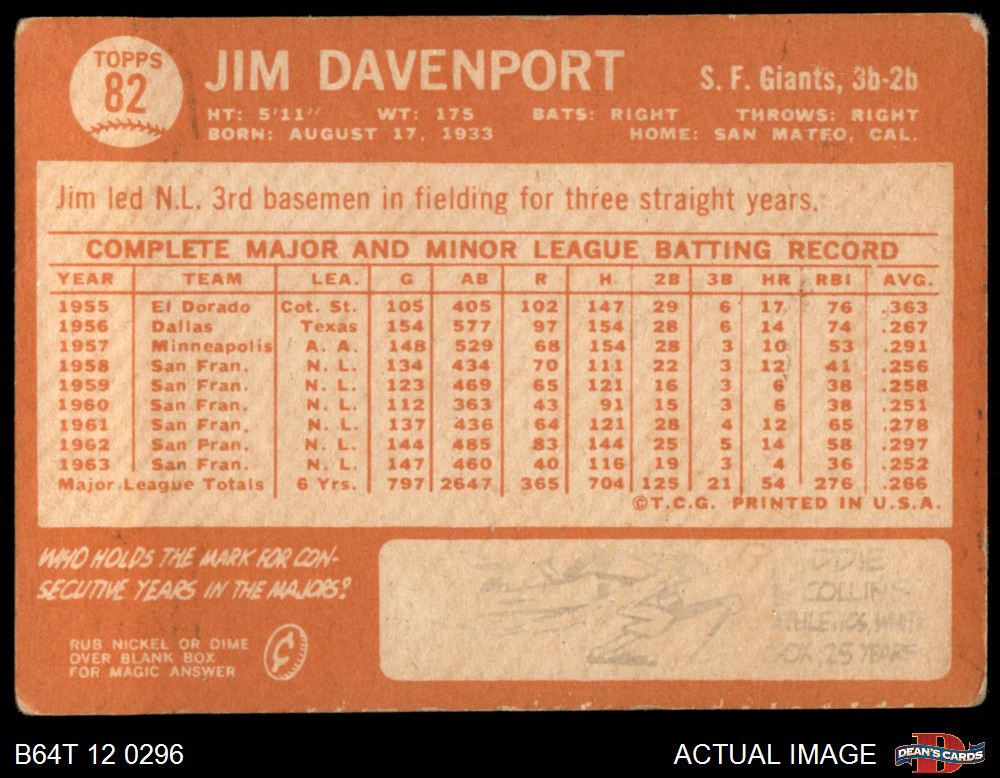 TOPPS
82
JIM DAVENPORT
S. F. Giants, 3b-2b
HT: 5'11" WT: 175 BATS: RIGHT THROWS: RIGHT
BORN: AUGUST 17, 1933 HOME: SAN MATEO, CAL.
Jim led N.L. 3rd basemen in fielding for three straight years.
COMPLETE MAJOR AND MINOR LEAGUE BATTING RECORD
YEAR TEAM LEA. G AB R H 2B 3B HR RBI AVG.
1955 El Dorado Cot. St. 105 405 102 147 29 6 17 76 .363
1956 Dallas Texas 154 577 97 154 28 6 14 74 .267
1957 Minneapolis A. A. 148 529 68 154 28 3 10 53 .291
1958 San Fran. N. L. 134 434 70 111 22 3 12 41 .256
1959 San Fran. N. L. 123 469 65 121 16 3 6 38 .258
1960 San Fran. N. L. 112 363 43 91 15 3 6 38 .251
1961 San Fran. N. L. 137 436 64 121 28 4 12 65 .278
1962 San Fran. N. L. 144 485 83 144 25 5 14 58 .297
1963 San Fran. N. L. 147 460 40 116 19 3 4 36 .252
Major League Totals 6 Yrs. 797 2647 365 704 125 21 54 276 .266
©T.C.G. PRINTED IN U.S.A.
WHO HOLDS THE MARK FOR CON-
SECUTIVE YEARS IN THE MAJORS?
RUB NICKEL OR DIME
OVER BLANK BOX
FOR MAGIC ANSWER
EDDIE
COLLINS
ATHLETICS, WHITE
SOX 25 YEARS
B64T 12 0296
ACTUAL IMAGE
DEAN'S CARDS